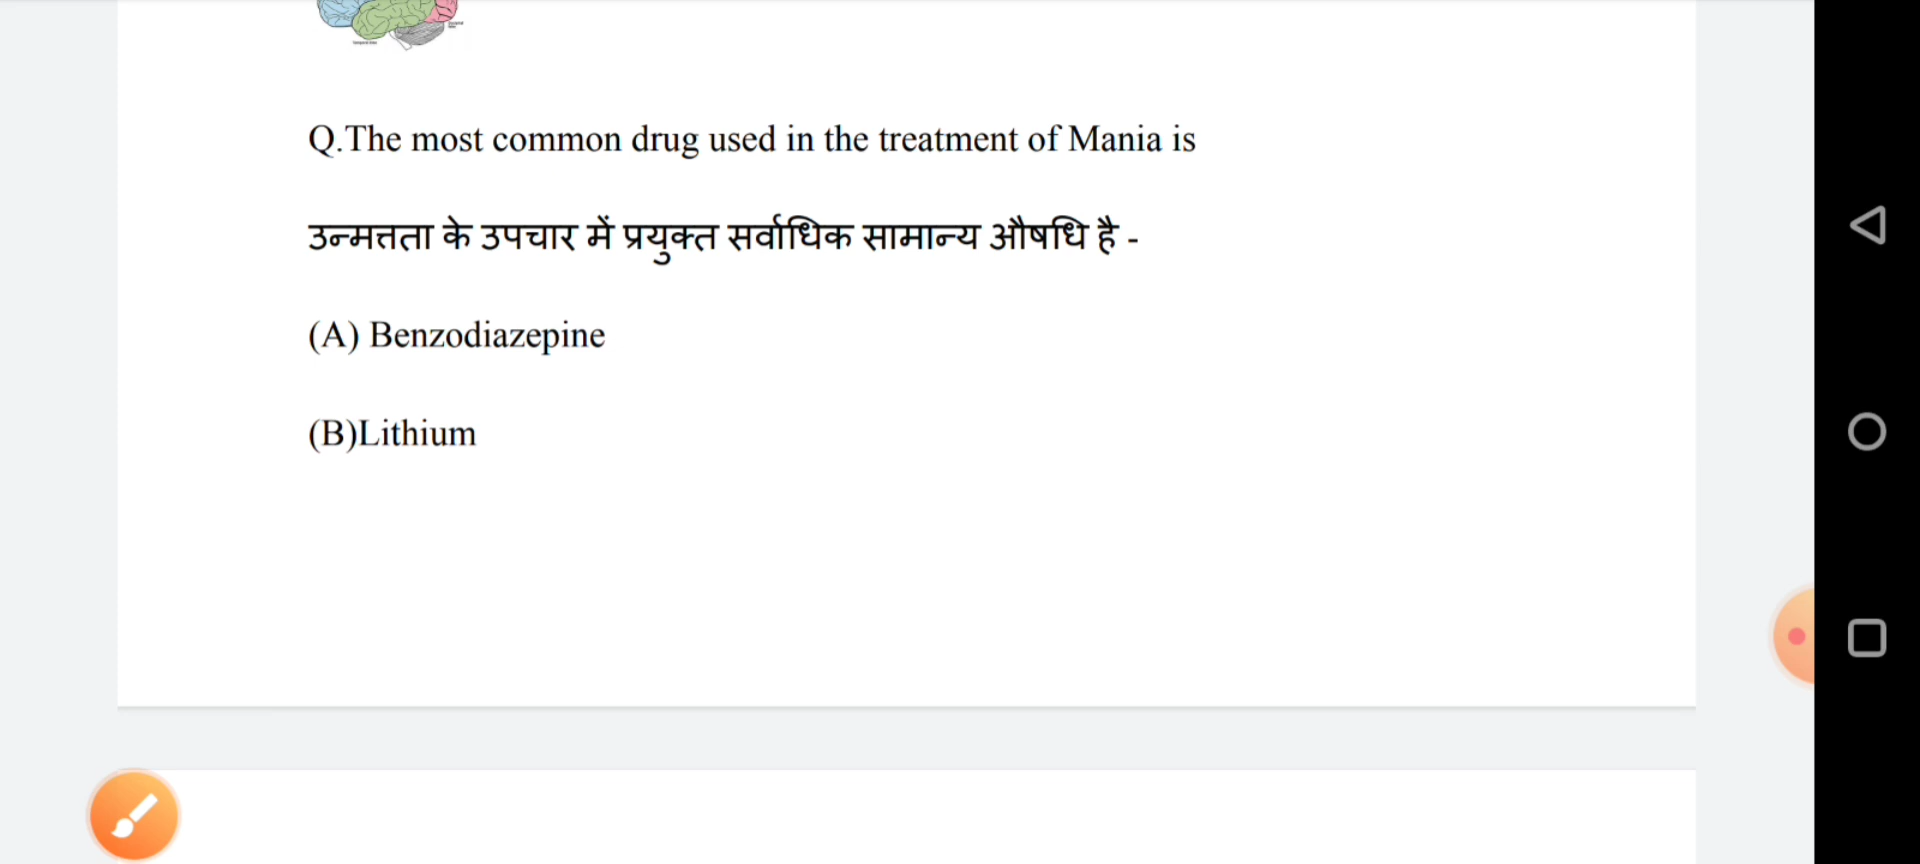 Q.The most common drug used in the treatment of Mania is
उन्मत्तता के उपचार में प्रयुक्त सर्वाधिक सामान्य औषधि है -
(A) Benzodiazepine
(B)Lithium